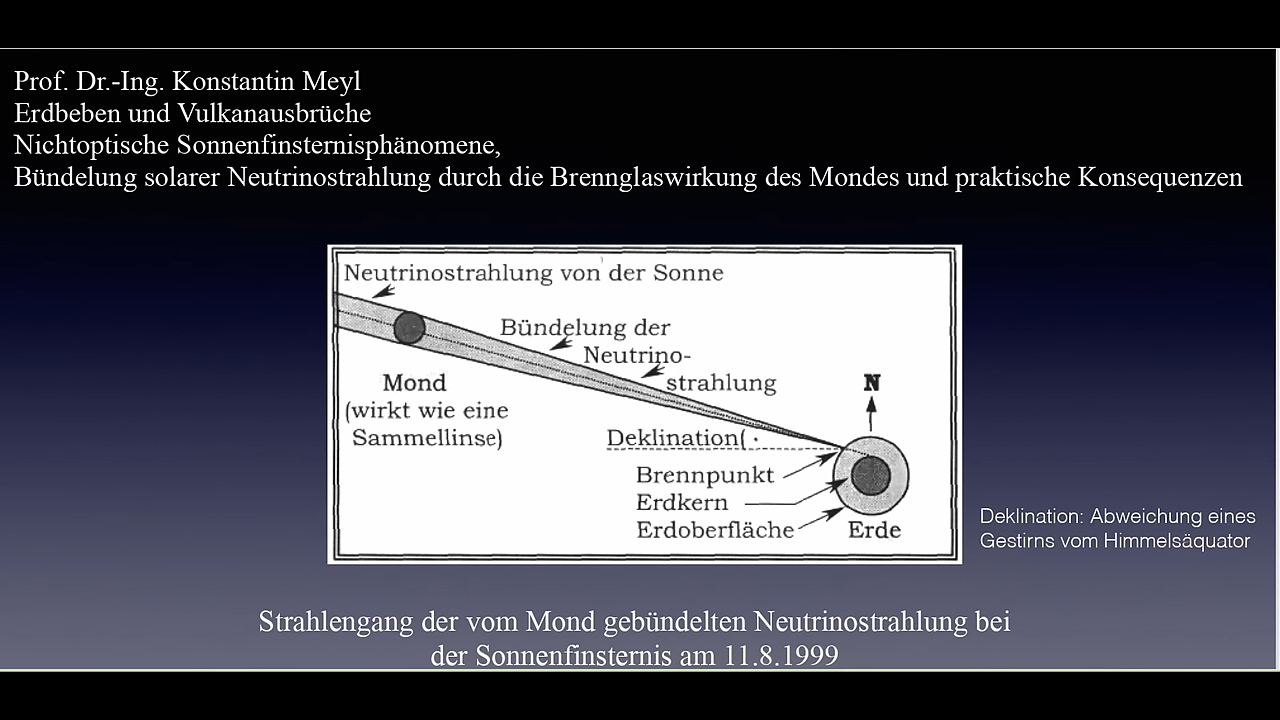 Prof. Dr.-Ing. Konstantin Meyl
Erdbeben und Vulkanausbrüche
Nichtoptische Sonnenfinsternisphänomene,
Bündelung solarer Neutrinostrahlung durch die Brennglaswirkung des Mondes und praktische Konsequenzen
Neutrinostrahlung von der Sonne
Bündelung der
Neutrino-
strahlung
Mond
(wirkt wie eine
Sammellinse)
N
Deklination(
Brennpunkt
Erdkern
Erdoberfläche
Erde
Deklination: Abweichung eines
Gestirns vom Himmelsäquator
Strahlengang der vom Mond gebündelten Neutrinostrahlung bei
der Sonnenfinsternis am 11.8.1999